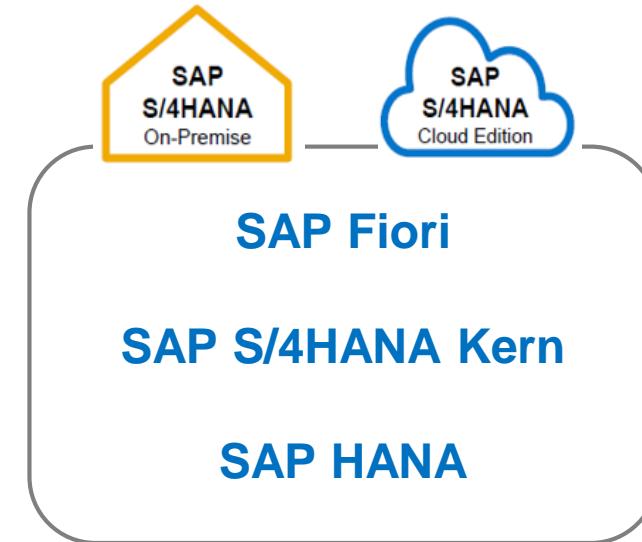 SAP
S/4HANA
On-Premise
SAP
S/4HANA
Cloud Edition
SAP Fiori
SAP S/4HANA Kern
SAP HANA